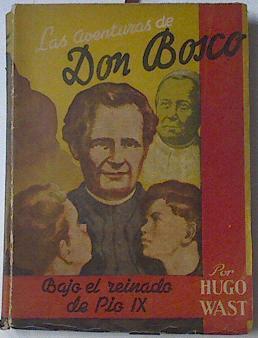 Las aventuras de
Don Bosco
Bajo el reinado
de Pío IX
Por
HUGO
WAST